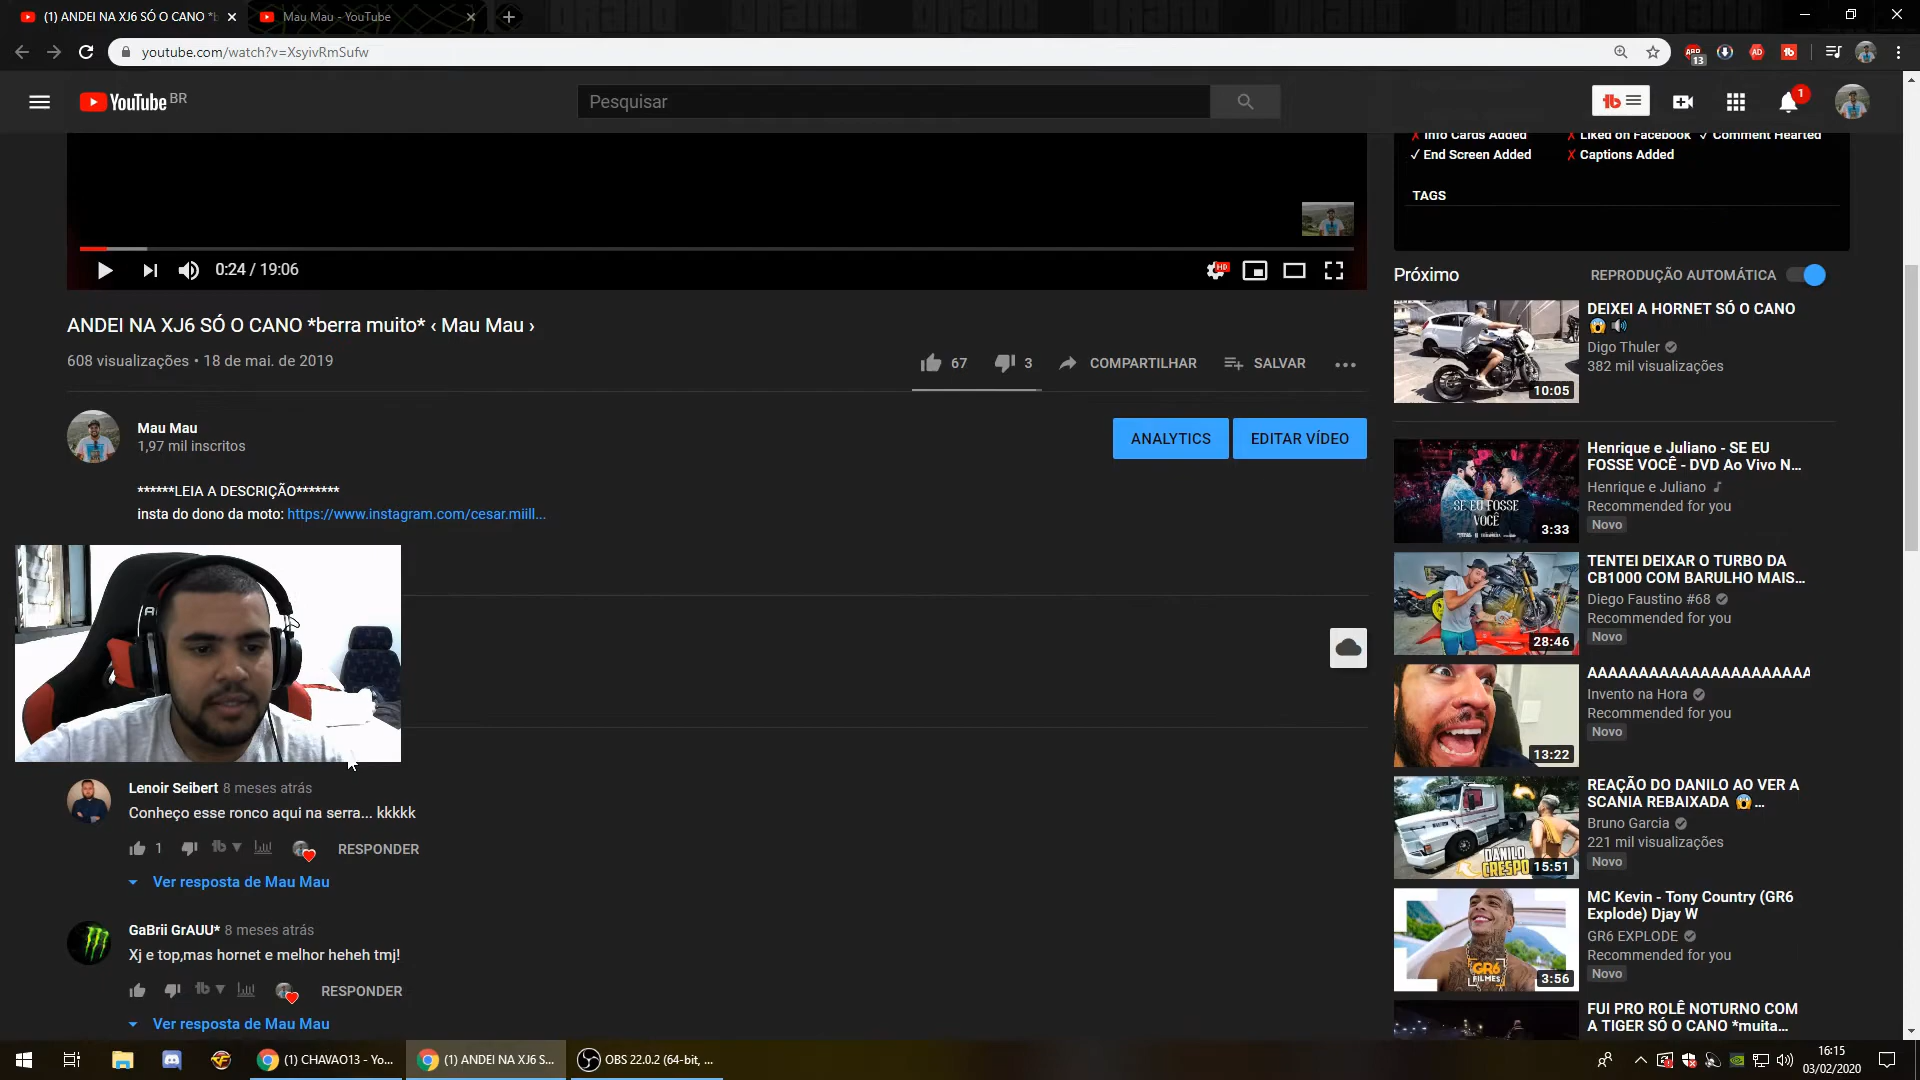 (1) ANDEI NA XJ6 SÓ O CANO *b
Mau Mau - YouTube
youtube.com/watch?v=XsyivRmSufw
13
YouTube BR
Pesquisar
1
Info Cards Added
Liked on Facebook
Comment Hearted
End Screen Added
Captions Added
TAGS
0:24 / 19:06
HD
ANDEI NA XJ6 SÓ O CANO *berra muito* ‹ Mau Mau ›
608 visualizações • 18 de mai. de 2019
67
3
COMPARTILHAR
SALVAR
Mau Mau
1,97 mil inscritos
ANALYTICS
EDITAR VÍDEO
******LEIA A DESCRIÇÃO*******
insta do dono da moto: https://www.instagram.com/cesar.miill...
Lenoir Seibert 8 meses atrás
Conheço esse ronco aqui na serra... kkkkk
1
RESPONDER
Ver resposta de Mau Mau
GaBrii GrAUU* 8 meses atrás
Xj e top,mas hornet e melhor heheh tmj!
RESPONDER
Ver resposta de Mau Mau
Próximo
REPRODUÇÃO AUTOMÁTICA
DEIXEI A HORNET SÓ O CANO
Digo Thuler
382 mil visualizações
10:05
Henrique e Juliano - SE EU
FOSSE VOCÊ - DVD Ao Vivo N...
Henrique e Juliano
Recommended for you
Novo
SE EU FOSSE
VOCÊ
3:33
TENTEI DEIXAR O TURBO DA
CB1000 COM BARULHO MAIS...
Diego Faustino #68
Recommended for you
Novo
28:46
AAAAAAAAAAAAAAAAAAAAAA
Invento na Hora
Recommended for you
Novo
13:22
REAÇÃO DO DANILO AO VER A
SCANIA REBAIXADA ...
Bruno Garcia
221 mil visualizações
Novo
DANILO
CRESPO
15:51
MC Kevin - Tony Country (GR6
Explode) Djay W
GR6 EXPLODE
Recommended for you
Novo
GR6
FILMES
3:56
FUI PRO ROLÊ NOTURNO COM
A TIGER SÓ O CANO *muita...
(1) CHAVAO13 - Yo...
(1) ANDEI NA XJ6 S...
OBS 22.0.2 (64-bit, ...
16:15
03/02/2020